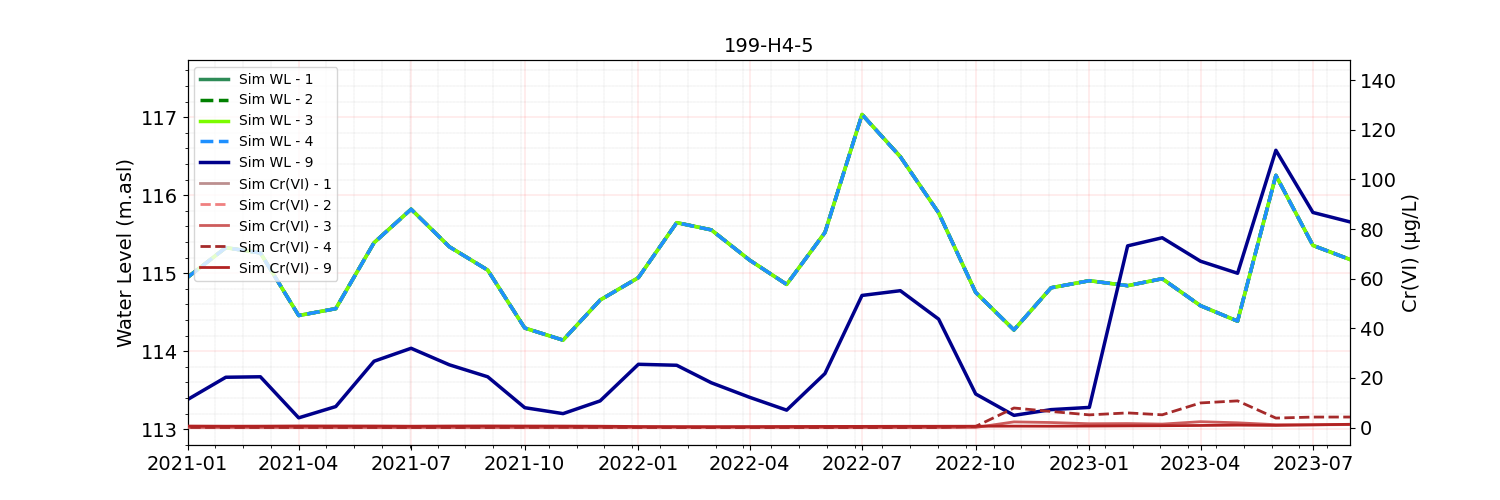 199-H4-5
Water Level (m.asl)
117
116
115
114
113
Sim WL - 1
Sim WL - 2
Sim WL - 3
Sim WL - 4
Sim WL - 9
Sim Cr(VI) - 1
Sim Cr(VI) - 2
Sim Cr(VI) - 3
Sim Cr(VI) - 4
Sim Cr(VI) - 9
140
120
100
80
60
40
20
0
Cr(VI) (μg/L)
2021-01 2021-04 2021-07 2021-10 2022-01 2022-04 2022-07 2022-10 2023-01 2023-04 2023-07